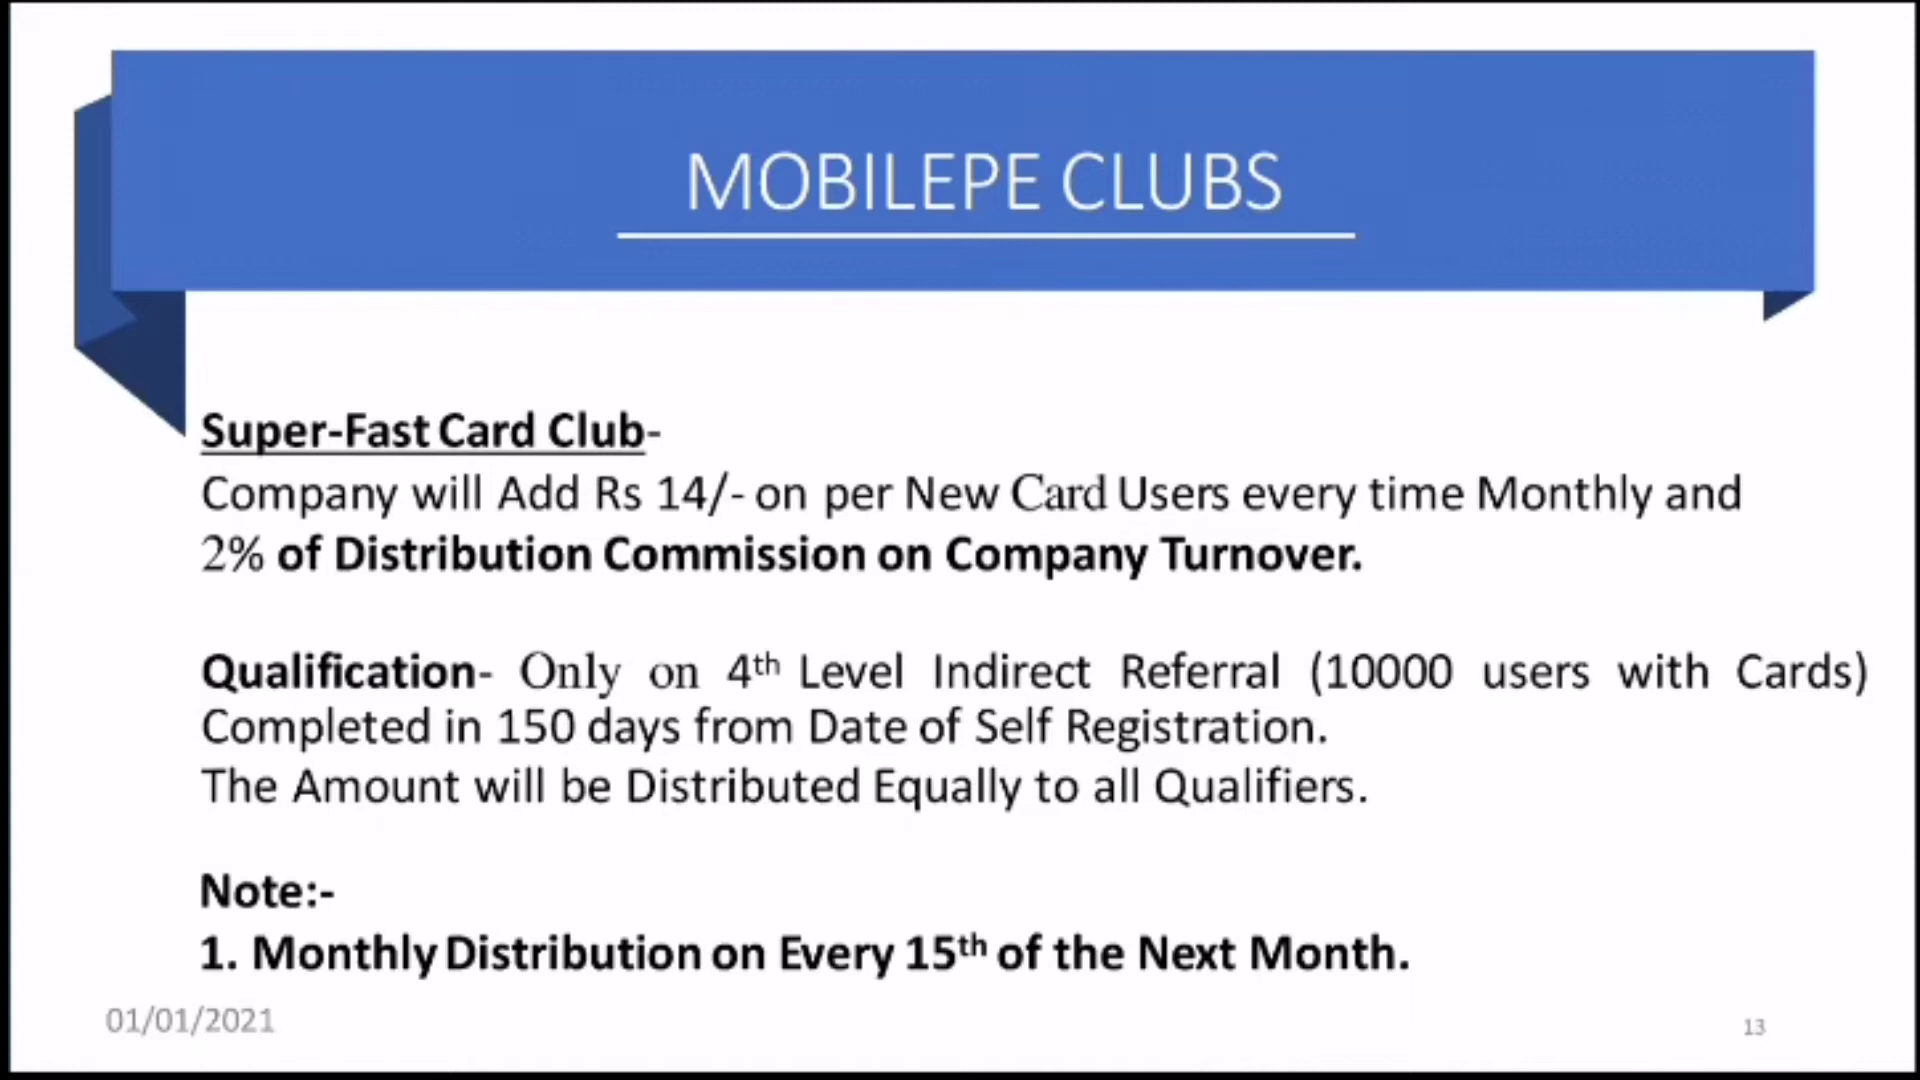 MOBILEPE CLUBS
Super-Fast Card Club-
Company will Add Rs 14/- on per New Card Users every time Monthly and
2% of Distribution Commission on Company Turnover.
Qualification- Only on 4th Level Indirect Referral (10000 users with Cards)
Completed in 150 days from Date of Self Registration.
The Amount will be Distributed Equally to all Qualifiers.
Note:-
1. Monthly Distribution on Every 15th of the Next Month.
01/01/2021
13